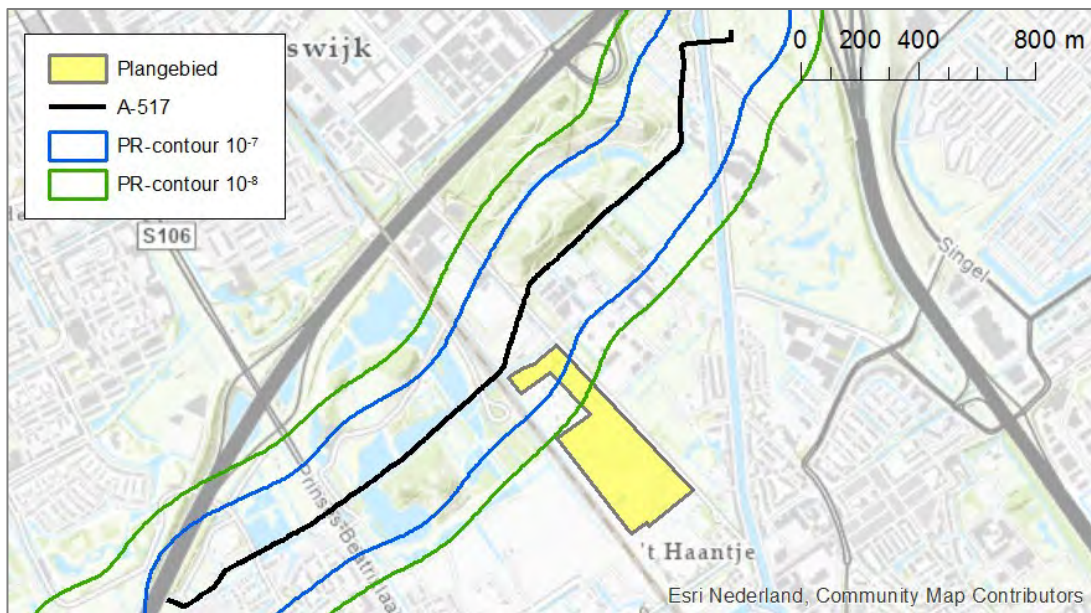 Plangebied
A-517
PR-contour 10⁻⁷
PR-contour 10⁻⁸
swijk
0 200 400 800 m
S106
Singel
Prinses Beatrixlaan
't Haantje
Esri Nederland, Community Map Contributors